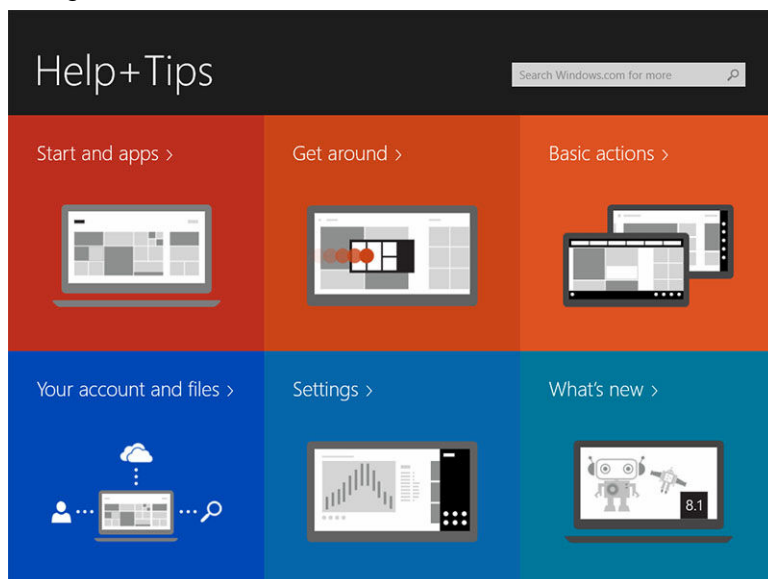 Help+Tips
Search Windows.com for more
Start and apps >
Get around >
Basic actions >
Your account and files >
Settings >
What's new >
8.1